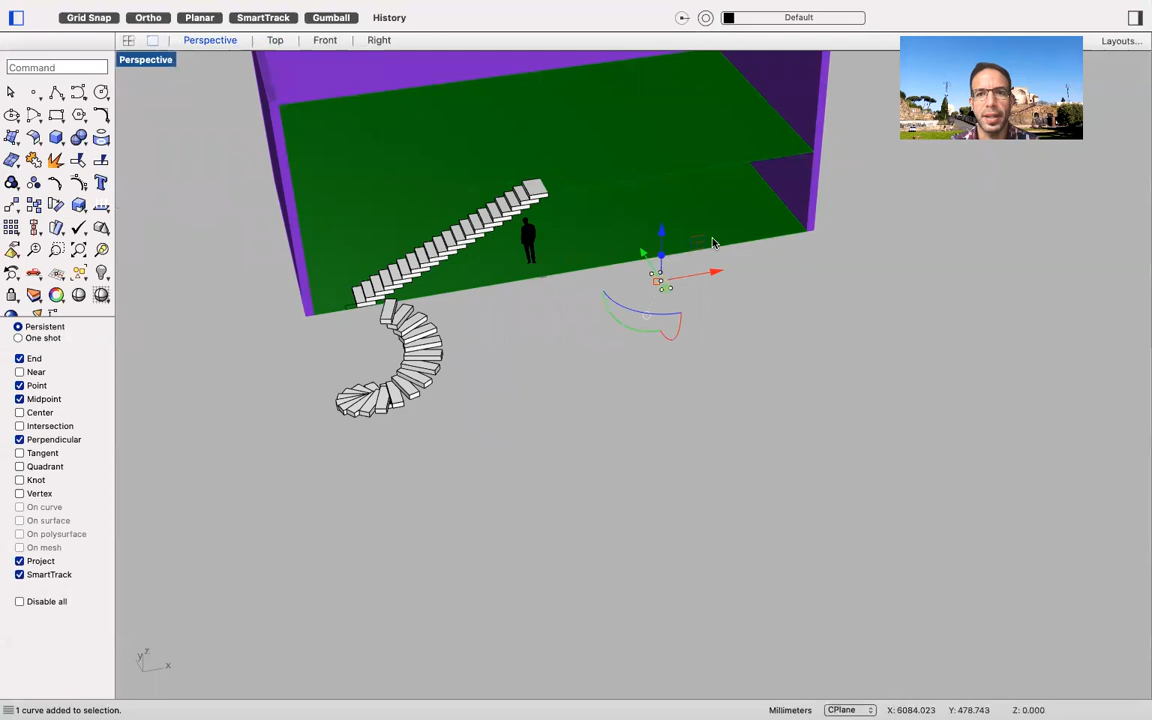 Grid Snap Ortho Planar SmartTrack Gumball History Default
Perspective Top Front Right Layouts...
Perspective
Command
Persistent
One shot
End
Near
Point
Midpoint
Center
Intersection
Perpendicular
Tangent
Quadrant
Knot
Vertex
On curve
On surface
On polysurface
On mesh
Project
SmartTrack
Disable all
z
y
x
1 curve added to selection. Millimeters CPlane X: 6084.023 Y: 478.743 Z: 0.000